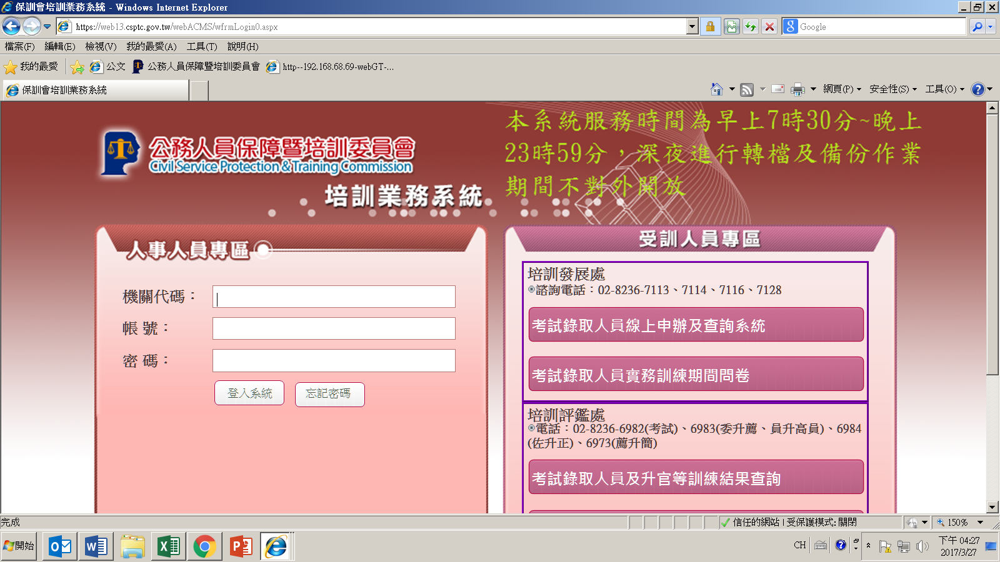 保訓會培訓業務系統 - Windows Internet Explorer
https://web13.csptc.gov.tw/webACMS/wfrmLogin0.aspx
Google
檔案(F) 編輯(E) 檢視(V) 我的最愛(A) 工具(T) 說明(H)
我的最愛 公文 公務人員保障暨培訓委員會 http--192.168.68.69-webGT-...
保訓會培訓業務系統
網頁(P) 安全性(S) 工具(O)
公務人員保障暨培訓委員會
Civil Service Protection & Training Commission
培訓業務系統
本系統服務時間為早上7時30分~晚上
23時59分，深夜進行轉檔及備份作業
期間不對外開放
人事人員專區
機關代碼：
帳 號：
密 碼：
登入系統 忘記密碼
受訓人員專區
培訓發展處
諮詢電話：02-8236-7113、7114、7116、7128
考試錄取人員線上申辦及查詢系統
考試錄取人員實務訓練期間問卷
培訓評鑑處
電話：02-8236-6982(考試)、6983(委升薦、員升高員)、6984
(佐升正)、6973(薦升簡)
考試錄取人員及升官等訓練結果查詢
完成
信任的網站 | 受保護模式: 關閉
150%
開始
CH
下午 04:27
2017/3/27